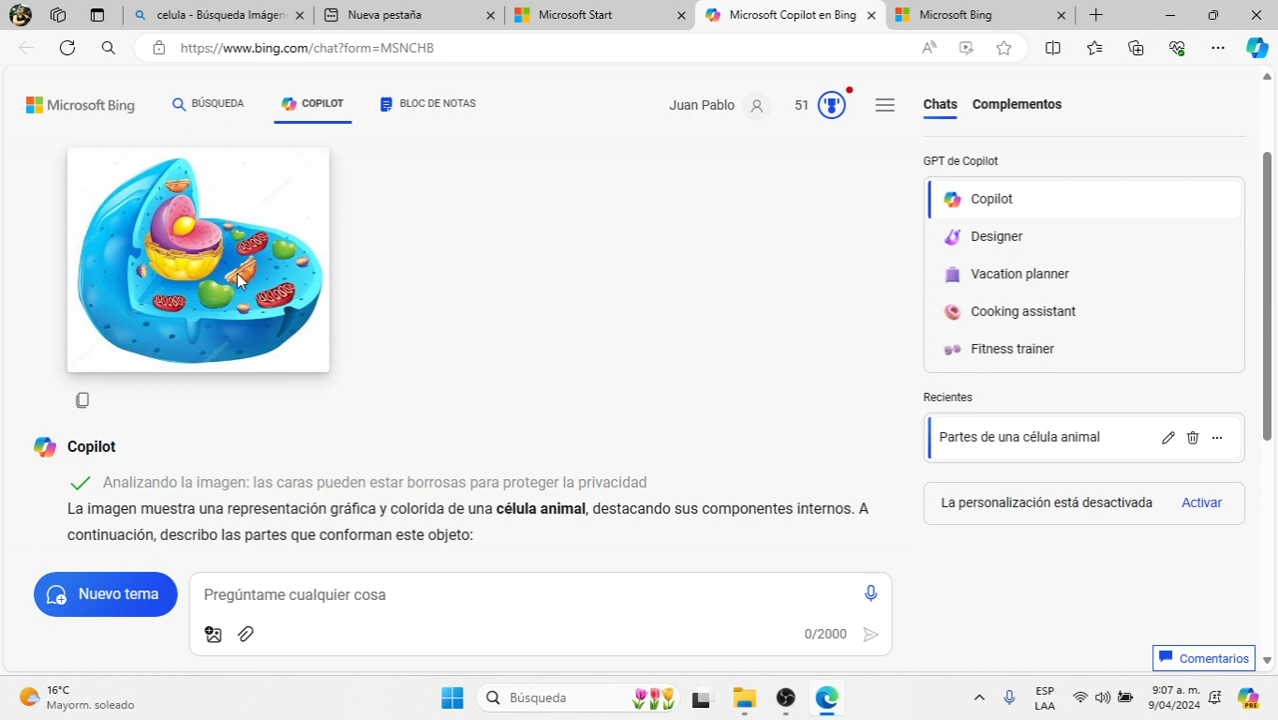 celula - Búsqueda Imágen
Nueva pestaña
Microsoft Start
Microsoft Copilot en Bing
Microsoft Bing
https://www.bing.com/chat?form=MSNCHB
Microsoft Bing
BÚSQUEDA
COPILOT
BLOC DE NOTAS
Juan Pablo
51
Chats
Complementos
GPT de Copilot
Copilot
Designer
Vacation planner
Cooking assistant
Fitness trainer
Recientes
Partes de una célula animal
La personalización está desactivada Activar
Copilot
Analizando la imagen: las caras pueden estar borrosas para proteger la privacidad
La imagen muestra una representación gráfica y colorida de una célula animal, destacando sus componentes internos. A
continuación, describo las partes que conforman este objeto:
Nuevo tema
Pregúntame cualquier cosa
0/2000
Comentarios
16°C
Mayorm. soleado
Búsqueda
ESP
LAA
9:07 a. m.
9/04/2024
PRE